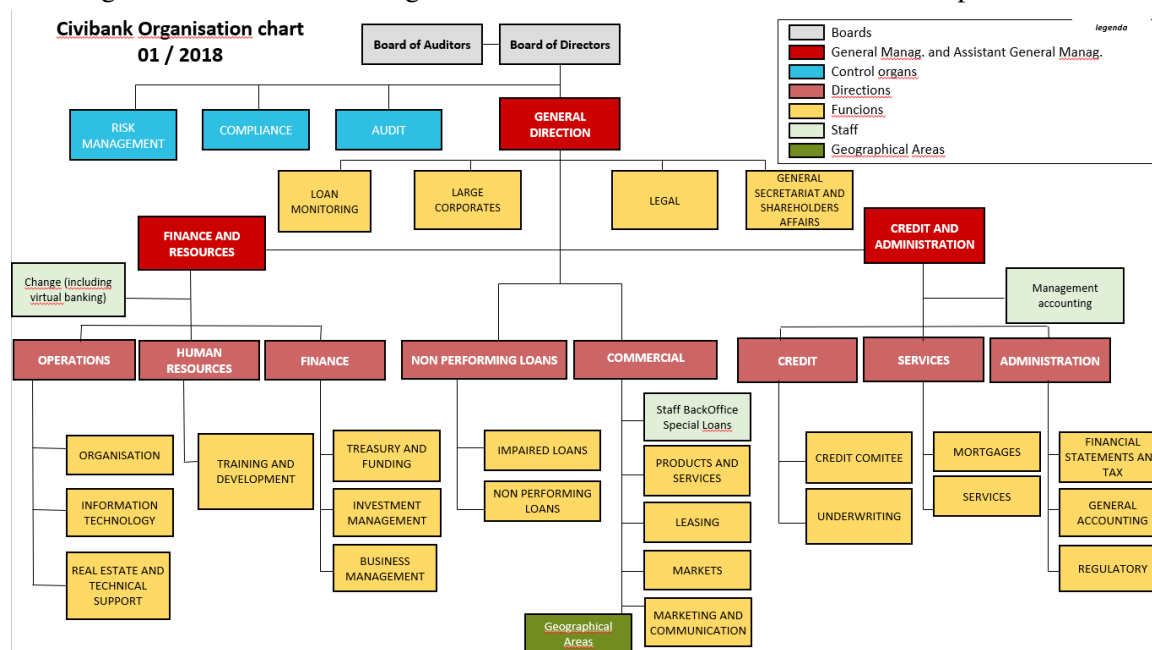 Civibank Organisation chart
01 / 2018
Board of Auditors
Board of Directors
legenda
Boards
General Manag. and Assistant General Manag.
Control organs
Directions
Funcions
Staff
Geographical Areas
RISK
MANAGEMENT
COMPLIANCE
AUDIT
GENERAL
DIRECTION
LOAN
MONITORING
LARGE
CORPORATES
LEGAL
GENERAL
SECRETARIAT AND
SHAREHOLDERS
AFFAIRS
FINANCE AND
RESOURCES
CREDIT AND
ADMINISTRATION
Change (including
virtual banking)
Management
accounting
OPERATIONS
HUMAN
RESOURCES
FINANCE
NON PERFORMING LOANS
COMMERCIAL
CREDIT
SERVICES
ADMINISTRATION
ORGANISATION
INFORMATION
TECHNOLOGY
REAL ESTATE AND
TECHNICAL
SUPPORT
TRAINING AND
DEVELOPMENT
TREASURY AND
FUNDING
INVESTMENT
MANAGEMENT
BUSINESS
MANAGEMENT
IMPAIRED LOANS
NON PERFORMING
LOANS
Staff BackOffice
Special Loans
PRODUCTS AND
SERVICES
LEASING
MARKETS
MARKETING AND
COMMUNICATION
Geographical
Areas
CREDIT COMITEE
UNDERWRITING
MORTGAGES
SERVICES
FINANCIAL
STATEMENTS AN
TAX
GENERAL
ACCOUNTING
REGULATORY